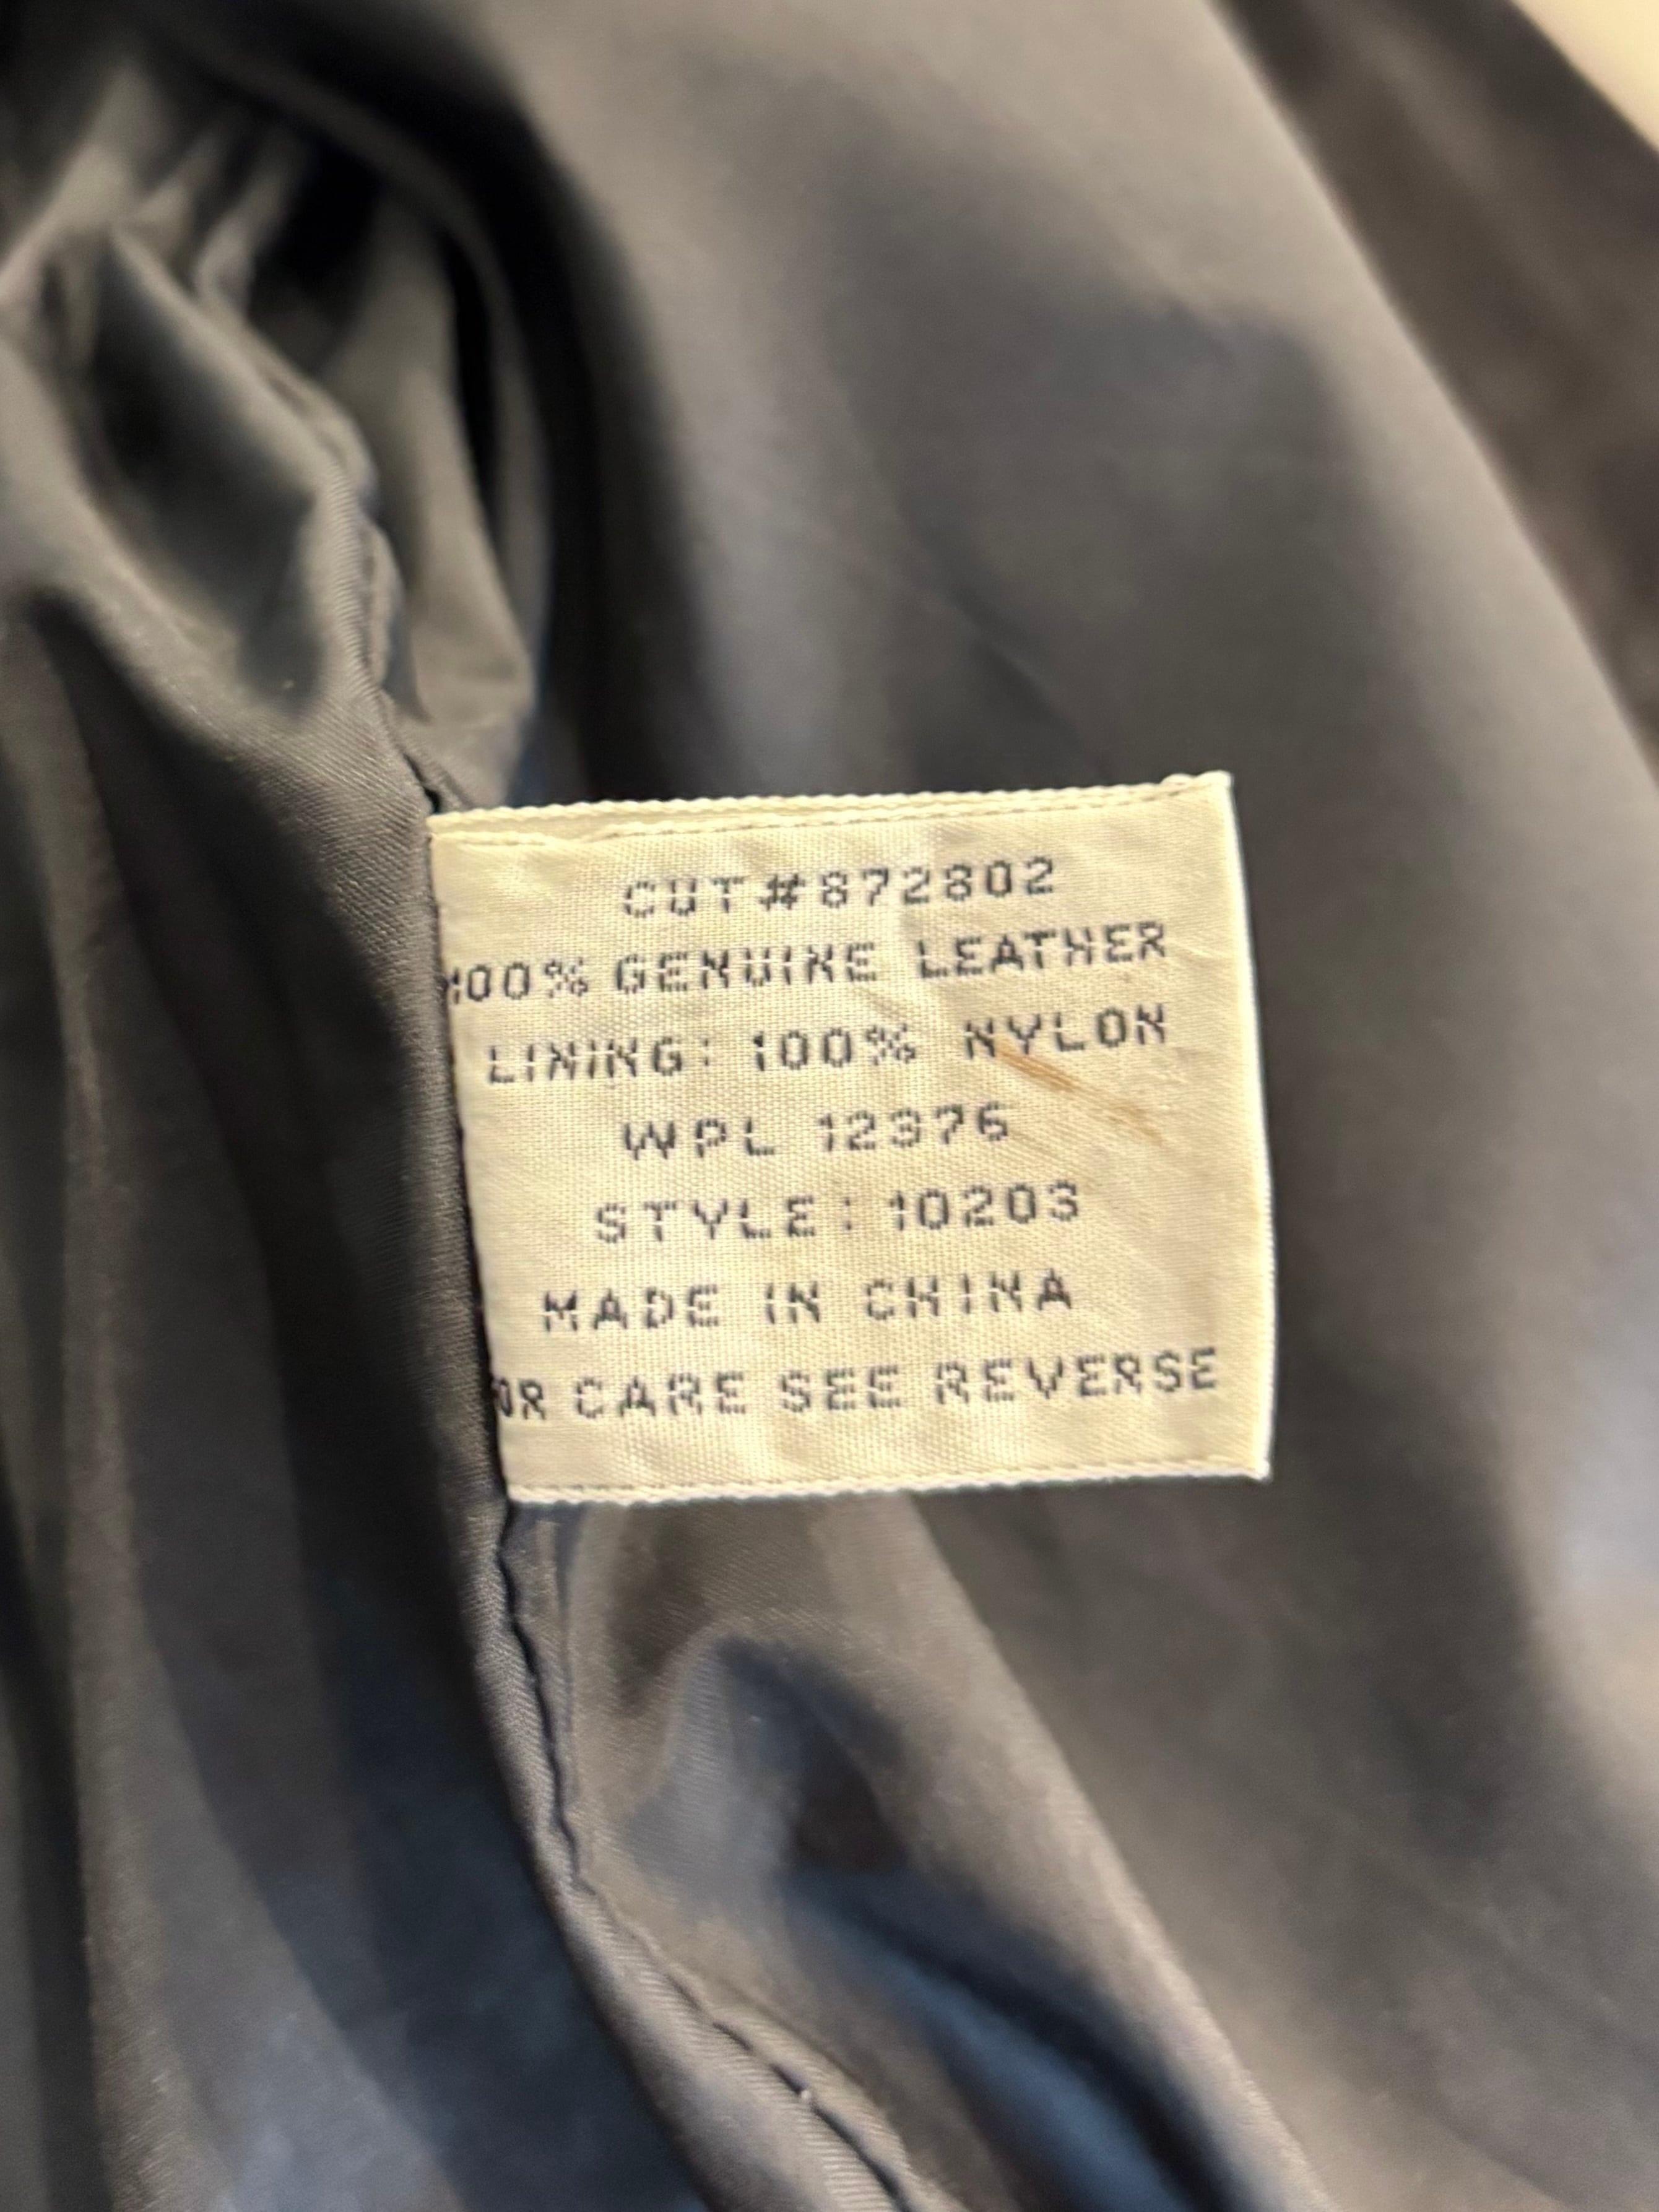 CUT#872802
100% GENUINE LEATHER
LINING: 100% NYLON
WPL 12376
STYLE: 10203
MADE IN CHINA
OR CARE SEE REVERSE